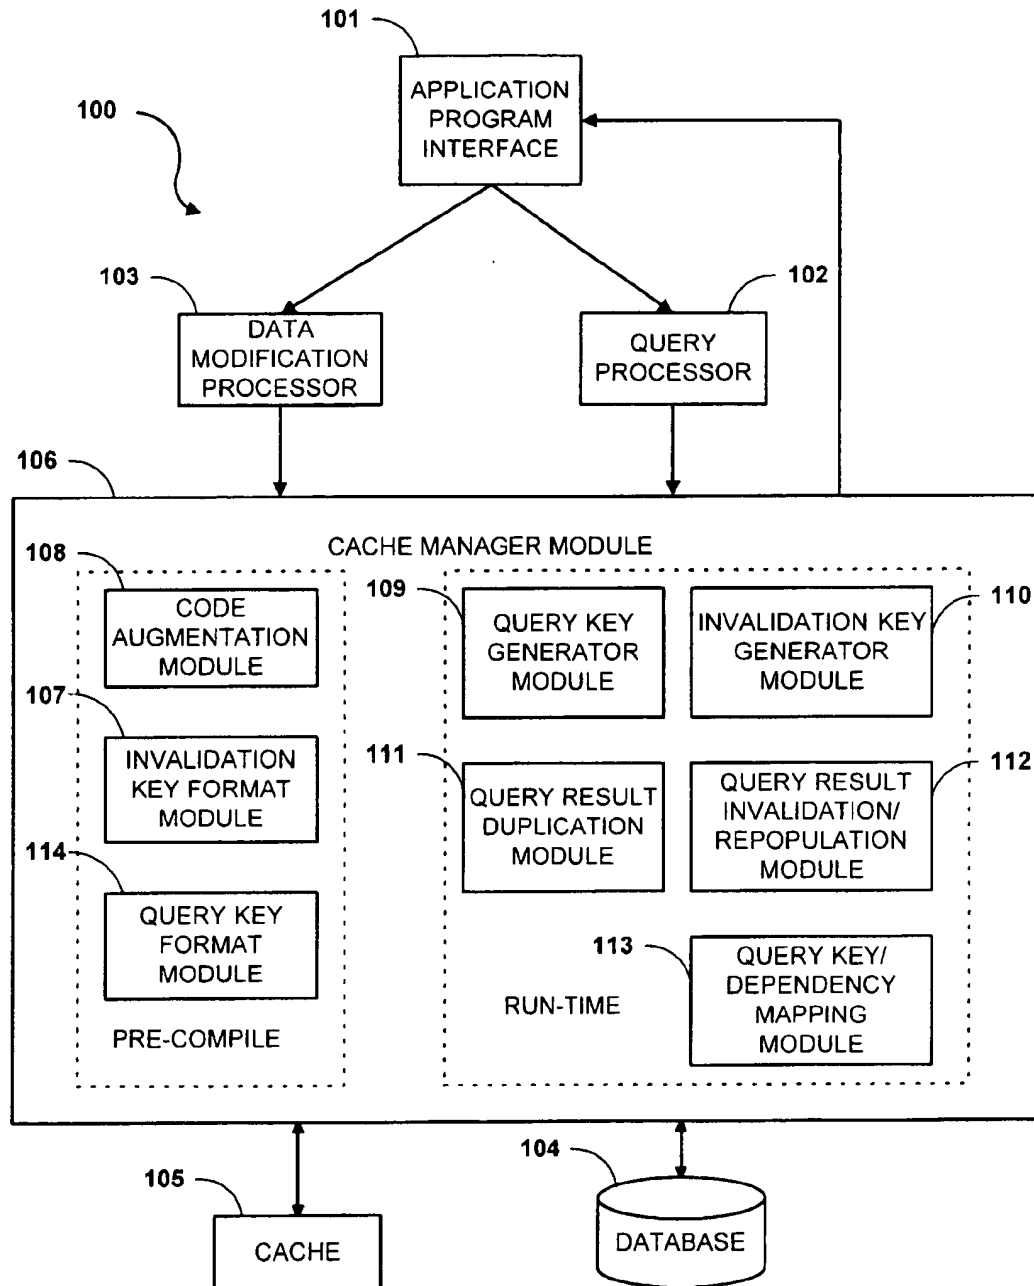 101
APPLICATION
PROGRAM
INTERFACE
100
103
DATA
MODIFICATION
PROCESSOR
102
QUERY
PROCESSOR
106
CACHE MANAGER MODULE
108
CODE
AUGMENTATION
MODULE
107
INVALIDATION
KEY FORMAT
MODULE
114
QUERY KEY
FORMAT
MODULE
PRE-COMPILE
109
QUERY KEY
GENERATOR
MODULE
110
INVALIDATION KEY
GENERATOR
MODULE
111
QUERY RESULT
DUPLICATION
MODULE
112
QUERY RESULT
INVALIDATION/
REPOPULATION
MODULE
113
QUERY KEY/
DEPENDENCY
MAPPING
MODULE
RUN-TIME
105
CACHE
104
DATABASE